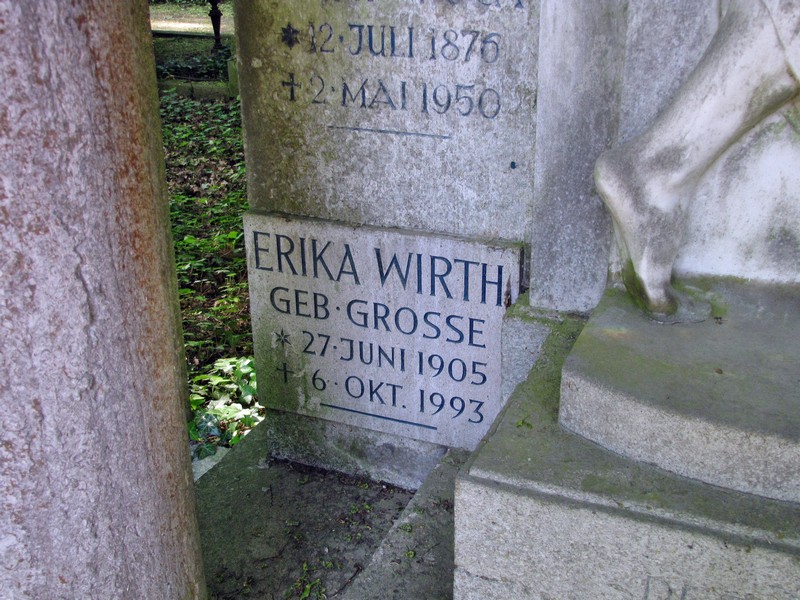 * 12·JULI 1876
† 2·MAI 1950
ERIKA WIRTH
GEB·GROSSE
* 27·JUNI 1905
† 6·OKT. 1993